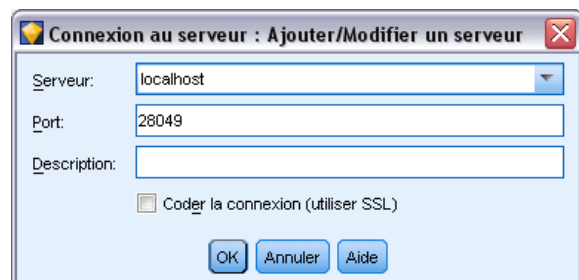 Connexion au serveur : Ajouter/Modifier un serveur
Serveur: localhost
Port: 28049
Description:
Coder la connexion (utiliser SSL)
OK Annuler Aide